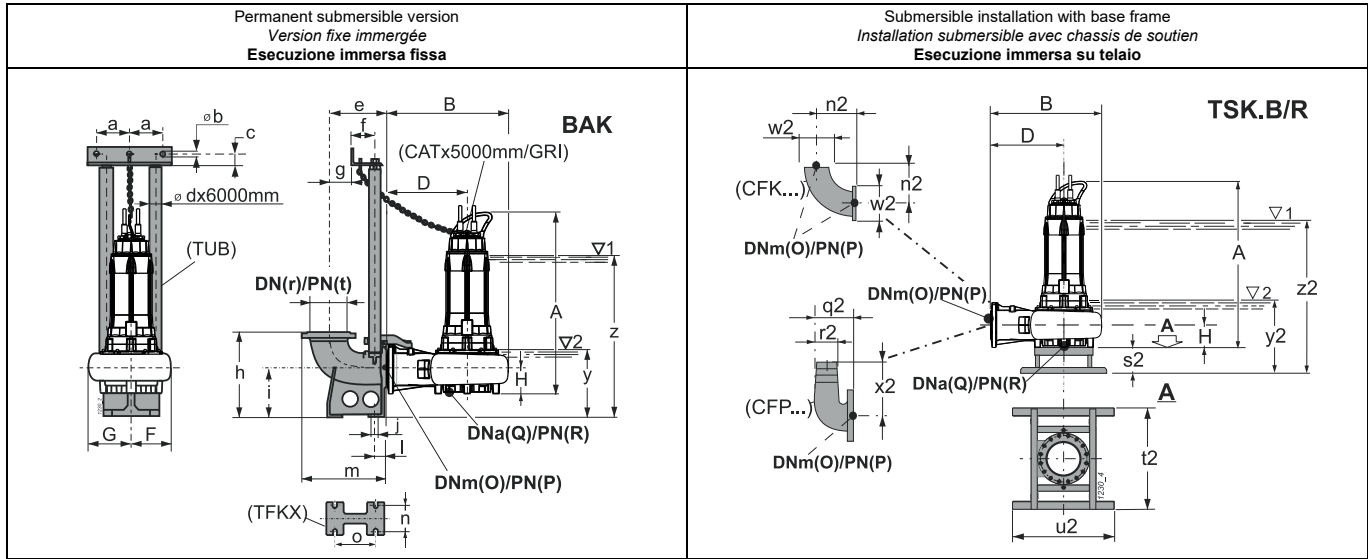 Permanent submersible version
Version fixe immergée
Esecuzione immersa fissa
Submersible installation with base frame
Installation submersible avec chassis de soutien
Esecuzione immersa su telaio
BAK
a a
øb
c
ø dx6000mm
(TUB)
G F
e B
f
g
(CATx5000mm/GRI)
D
DN(r)/PN(t)
1
A
z
2
H
y
h
i
j
l
m
DNa(Q)/PN(R)
DNm(O)/PN(P)
(TFKX)
n
o
TSK.B/R
n2
w2
(CFK...)
n2
w2
DNm(O)/PN(P)
B
D
1
A
z2
DNm(O)/PN(P)
2
q2
r2
A
H
y2
s2
x2
(CFP...)
DNa(Q)/PN(R)
A
DNm(O)/PN(P)
t2
1230_4
u2